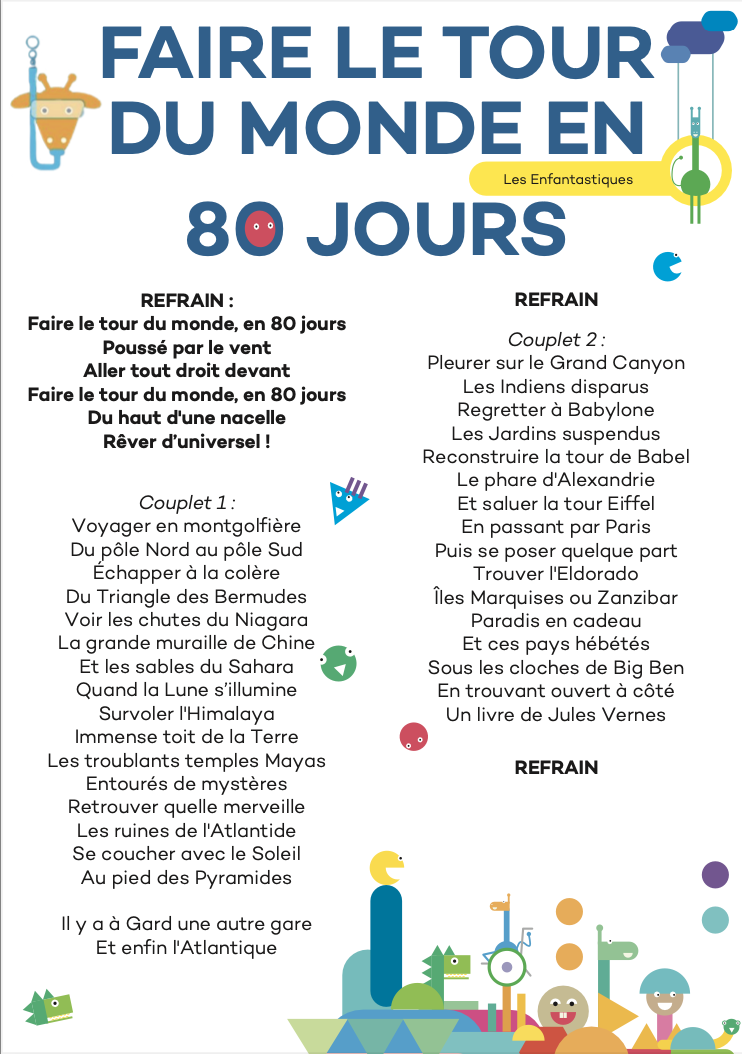 FAIRE LE TOUR
DU MONDE EN
Les Enfantastiques
80 JOURS
REFRAIN :
Faire le tour du monde, en 80 jours
Poussé par le vent
Aller tout droit devant
Faire le tour du monde, en 80 jours
Du haut d'une nacelle
Rêver d’universel !
Couplet 1 :
Voyager en montgolfière
Du pôle Nord au pôle Sud
Échapper à la colère
Du Triangle des Bermudes
Voir les chutes du Niagara
La grande muraille de Chine
Et les sables du Sahara
Quand la Lune s’illumine
Survoler l'Himalaya
Immense toit de la Terre
Les troublants temples Mayas
Entourés de mystères
Retrouver quelle merveille
Les ruines de l'Atlantide
Se coucher avec le Soleil
Au pied des Pyramides
Il y a à Gard une autre gare
Et enfin l'Atlantique
REFRAIN
Couplet 2 :
Pleurer sur le Grand Canyon
Les Indiens disparus
Regretter à Babylone
Les Jardins suspendus
Reconstruire la tour de Babel
Le phare d'Alexandrie
Et saluer la tour Eiffel
En passant par Paris
Puis se poser quelque part
Trouver l'Eldorado
Îles Marquises ou Zanzibar
Paradis en cadeau
Et ces pays hébétés
Sous les cloches de Big Ben
En trouvant ouvert à côté
Un livre de Jules Vernes
REFRAIN